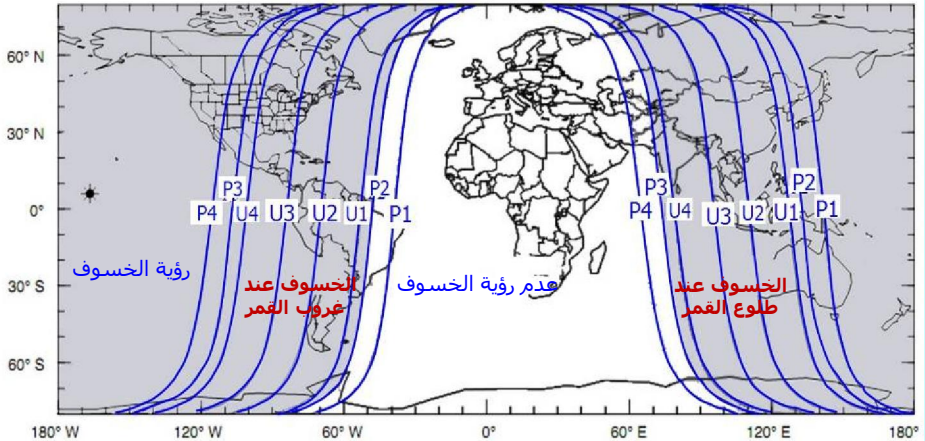 60° N
30° N
P3 P2 P3 P2
P4 U4 U3 U2 U1 P1 P4 U4 U3 U2 U1 P1
0°
رؤية الخسوف
عدم رؤية الخسوف
الخسوف عند
غروب القمر
الخسوف عند
طلوع القمر
30° S
60° S
180° W 120° W 60° W 0° 60° E 120° E 180°